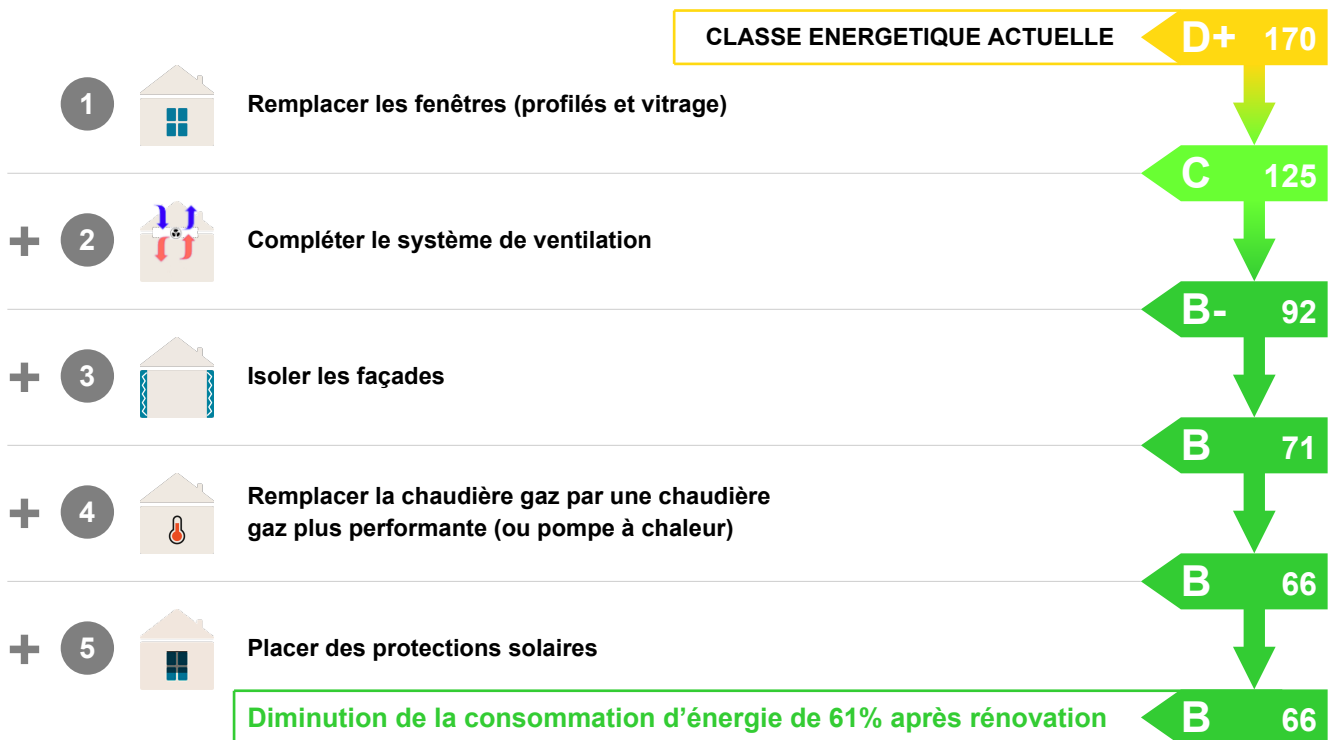 CLASSE ENERGETIQUE ACTUELLE D+ 170
1 Remplacer les fenêtres (profilés et vitrage)
C 125
+ 2 Compléter le système de ventilation
B- 92
+ 3 Isoler les façades
B 71
+ 4 Remplacer la chaudière gaz par une chaudière
gaz plus performante (ou pompe à chaleur)
B 66
+ 5 Placer des protections solaires
Diminution de la consommation d’énergie de 61% après rénovation B 66